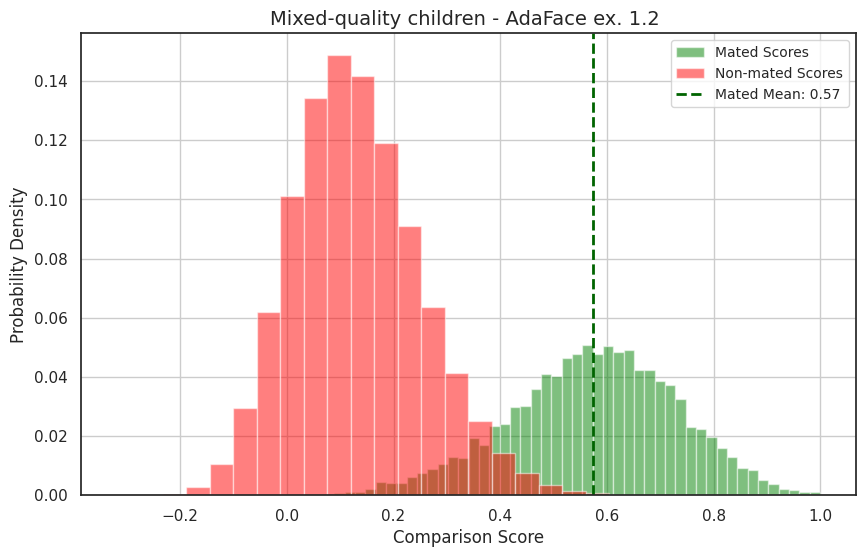 Mixed-quality children - AdaFace ex. 1.2
Mated Scores
Non-mated Scores
Mated Mean: 0.57
Probability Density
0.14
0.12
0.10
0.08
0.06
0.04
0.02
0.00
−0.2 0.0 0.2 0.4 0.6 0.8 1.0
Comparison Score